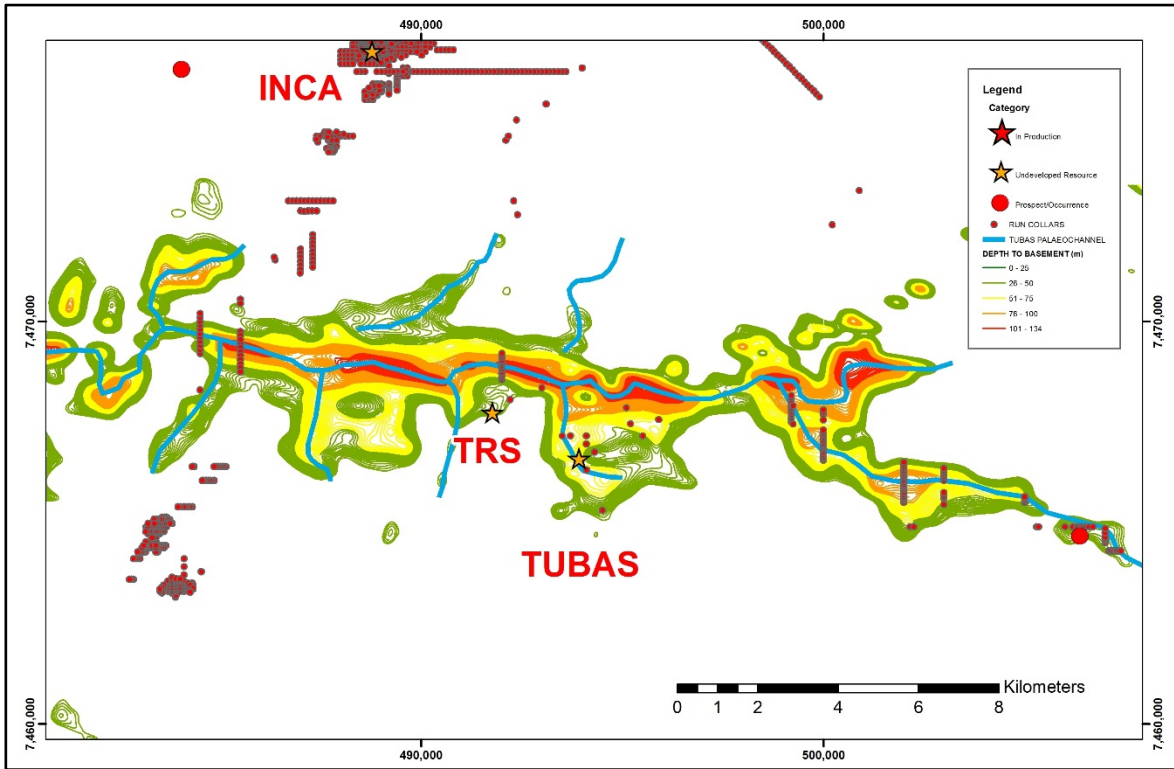 490,000
500,000
INCA
Legend
Category
In Production
Undeveloped Resource
Prospect/Occurrence
RUN COLLARS
TUBAS PALAEOCHANNEL
DEPTH TO BASEMENT (m)
0 - 25
26 - 50
51 - 75
76 - 100
101 - 134
7,470,000
7,470,000
TRS
TUBAS
Kilometers
0 1 2 4 6 8
7,460,000
7,460,000
490,000
500,000